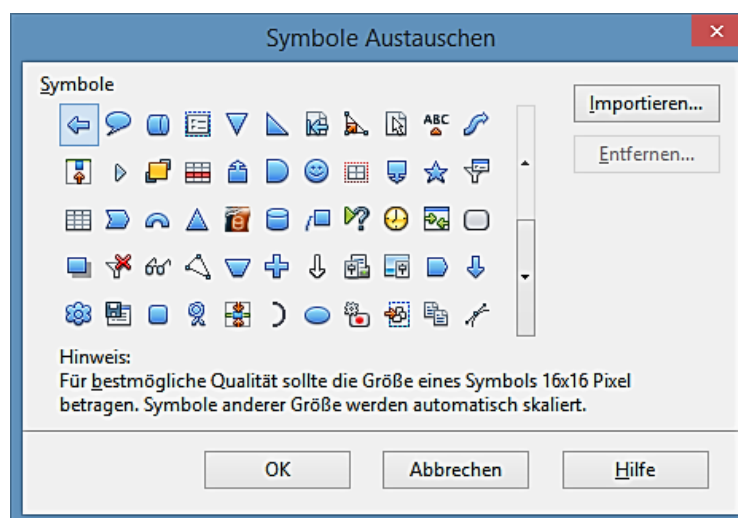 Symbole Austauschen
Symbole
Importieren...
ABC
Entfernen...
Hinweis:
Für bestmögliche Qualität sollte die Größe eines Symbols 16x16 Pixel
betragen. Symbole anderer Größe werden automatisch skaliert.
OK
Abbrechen
Hilfe